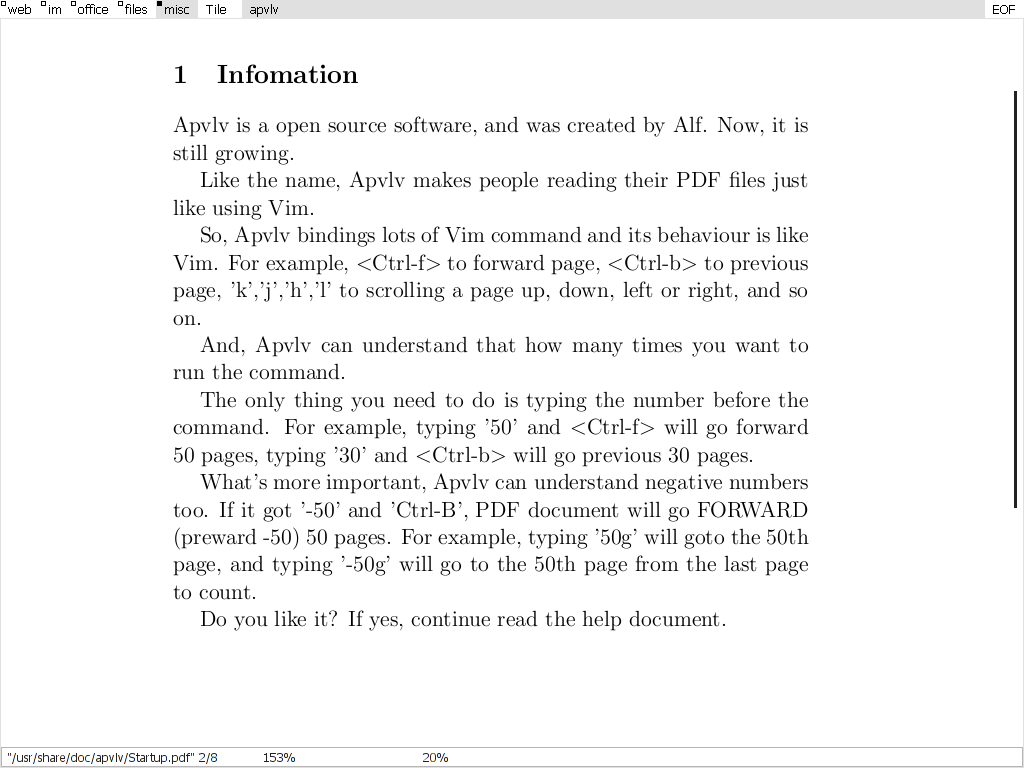 web im office files misc Tile apvlv EOF
1 Infomation
Apvlv is a open source software, and was created by Alf. Now, it is
still growing.
Like the name, Apvlv makes people reading their PDF files just
like using Vim.
So, Apvlv bindings lots of Vim command and its behaviour is like
Vim. For example, <Ctrl-f> to forward page, <Ctrl-b> to previous
page, 'k','j','h','l' to scrolling a page up, down, left or right, and so
on.
And, Apvlv can understand that how many times you want to
run the command.
The only thing you need to do is typing the number before the
command. For example, typing '50' and <Ctrl-f> will go forward
50 pages, typing '30' and <Ctrl-b> will go previous 30 pages.
What's more important, Apvlv can understand negative numbers
too. If it got '-50' and 'Ctrl-B', PDF document will go FORWARD
(preward -50) 50 pages. For example, typing '50g' will goto the 50th
page, and typing '-50g' will go to the 50th page from the last page
to count.
Do you like it? If yes, continue read the help document.
"/usr/share/doc/apvlv/Startup.pdf" 2/8 153% 20%